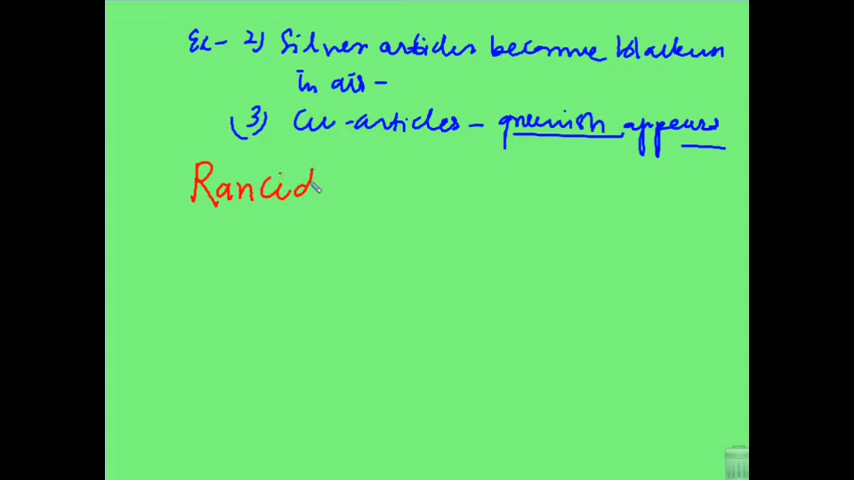 Ex- 2) Silver articles become blacken
in air -
(3) Cu-articles - greenish appears
Rancid